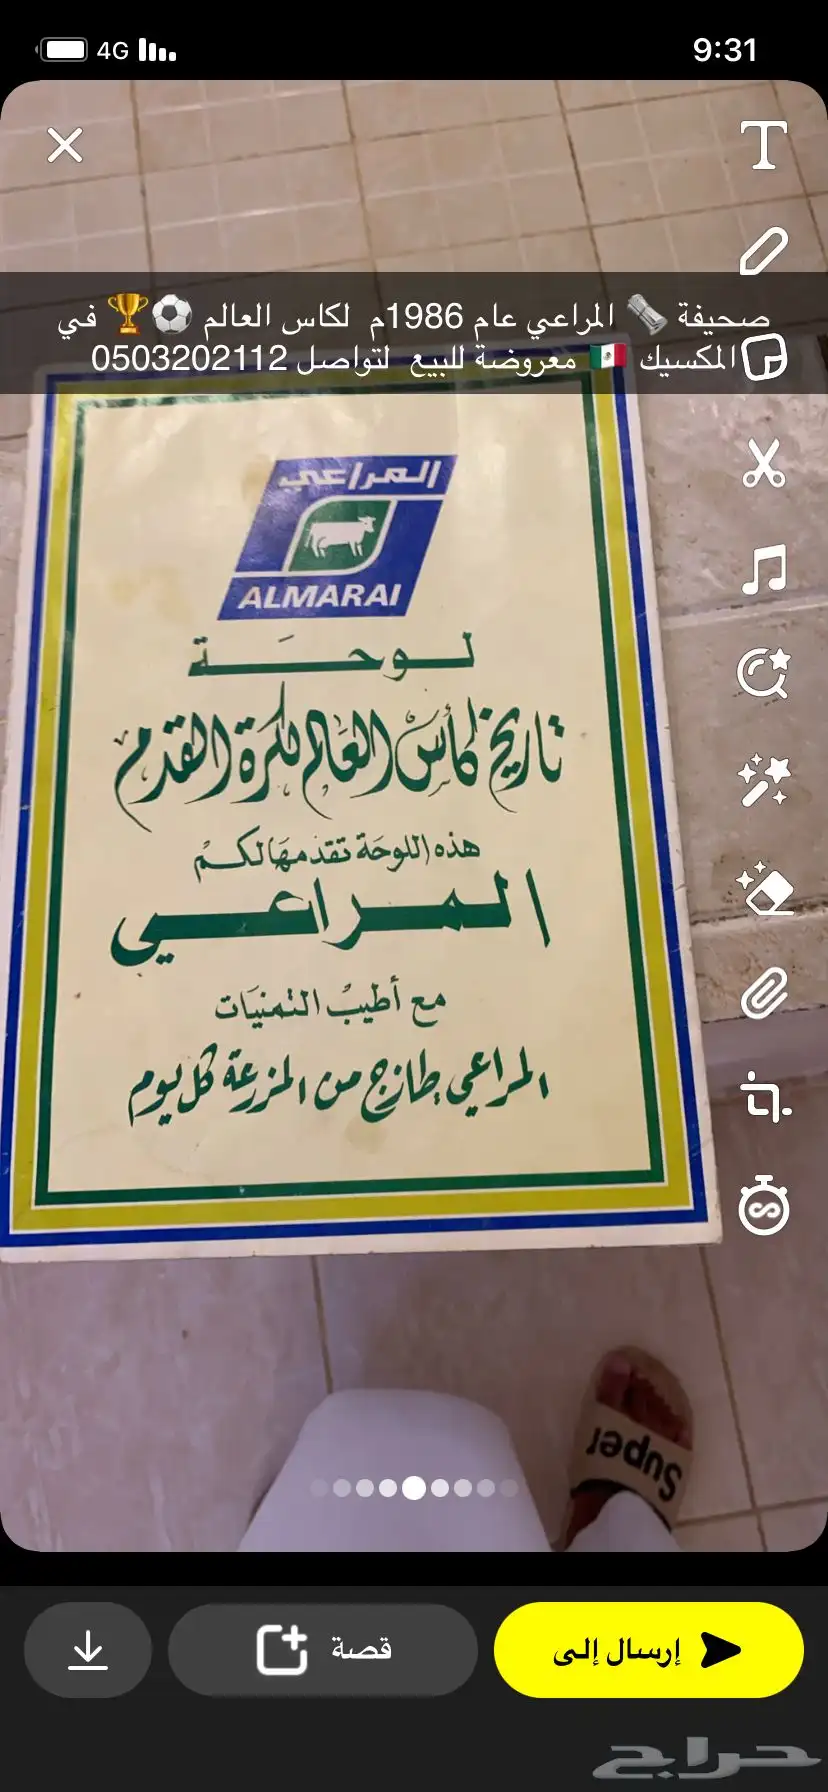 4G
9:31
صحيفة 🗞️ المراعي عام 1986م لكاس العالم ⚽🏆 في
المكسيك 🇲🇽 معروضة للبيع لتواصل 0503202112
المراعي
ALMARAI
لوحة
تاريخ كأس العالم لكرة القدم
هذه اللوحة تقدمها لكم
المراعي
مع أطيب التمنيات
المراعي طازج من المزرعة كل يوم
Super
إرسال إلى
قصة
حراج